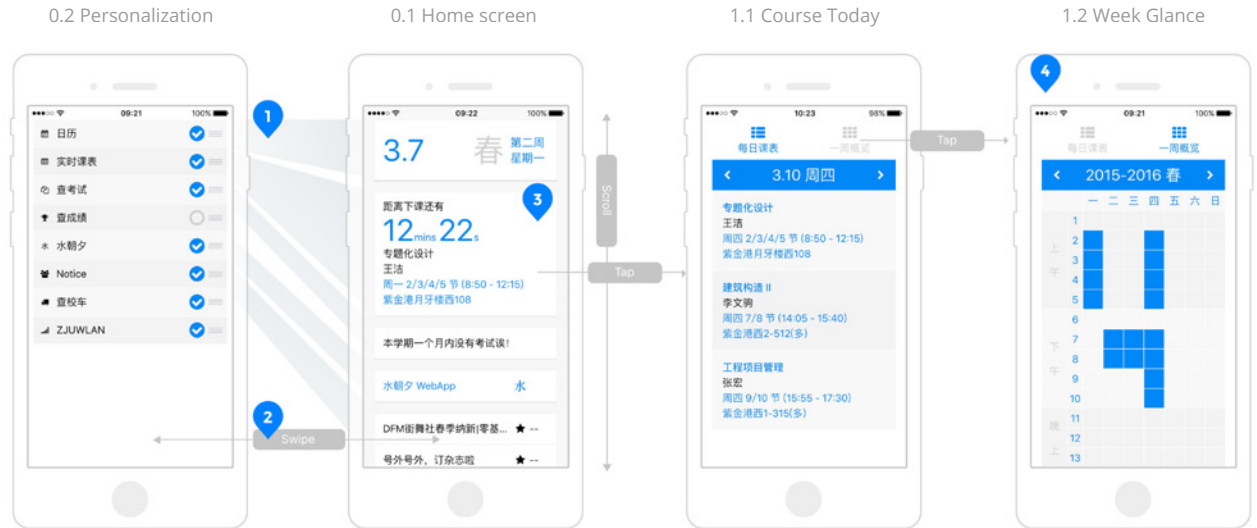 0.2 Personalization
0.1 Home screen
1.1 Course Today
1.2 Week Glance
09:21
100%
日历
实时课表
查考试
查成绩
水朝夕
Notice
查校车
ZJUWLAN
1
2
Swipe
09:22
100%
3.7
春
第二周
星期一
3
距离下课还有
12mins 22s
专题化设计
王洁
周一 2/3/4/5 节 (8:50 - 12:15)
紫金港月牙楼西108
本学期一个月内没有考试诶!
水朝夕 WebApp
水
DFM街舞社春季纳新|零基... ★ --
号外号外、订杂志啦 ★ --
Scroll
Tap
10:23
98%
每日课表
一周概览
3.10 周四
专题化设计
王洁
周四 2/3/4/5 节 (8:50 - 12:15)
紫金港月牙楼西108
建筑构造 II
李文驹
周四 7/8 节 (14:05 - 15:40)
紫金港西2-512(多)
工程项目管理
张宏
周四 9/10 节 (15:55 - 17:30)
紫金港西1-315(多)
Tap
4
09:21
100%
每日课表
一周概览
2015-2016 春
一 二 三 四 五 六 日
上午
1
2
3
4
5
6
下午
7
8
9
10
晚上
11
12
13